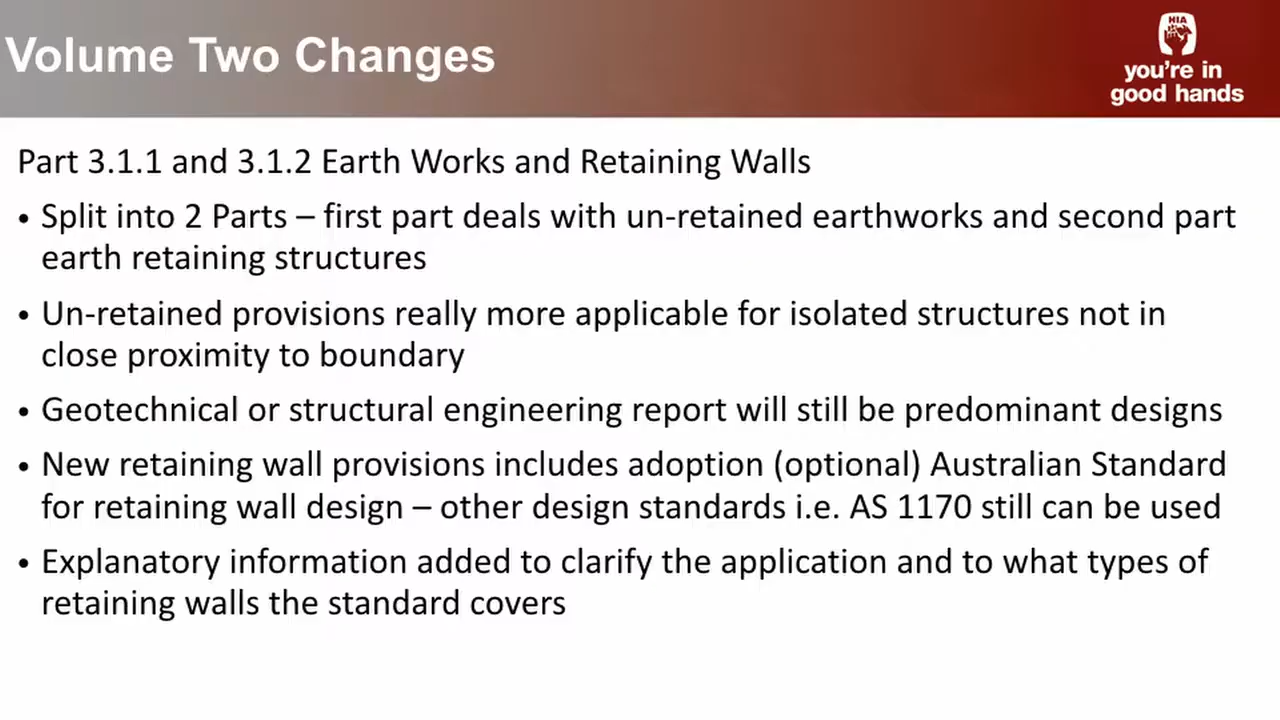 Volume Two Changes
HIA
you're in
good hands
Part 3.1.1 and 3.1.2 Earth Works and Retaining Walls
• Split into 2 Parts – first part deals with un-retained earthworks and second part
earth retaining structures
• Un-retained provisions really more applicable for isolated structures not in
close proximity to boundary
• Geotechnical or structural engineering report will still be predominant designs
• New retaining wall provisions includes adoption (optional) Australian Standard
for retaining wall design – other design standards i.e. AS 1170 still can be used
• Explanatory information added to clarify the application and to what types of
retaining walls the standard covers